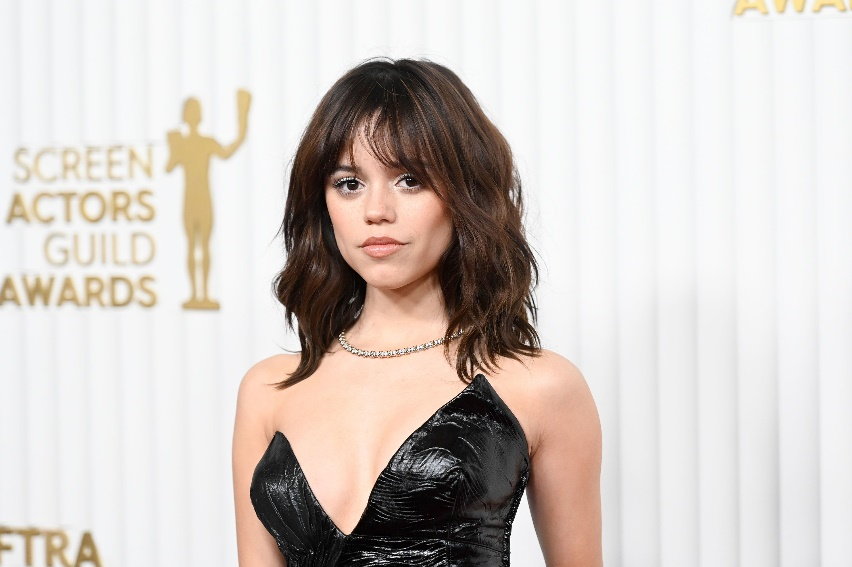 AWA
SCREEN
ACTORS
GUILD
AWARDS
FTRA